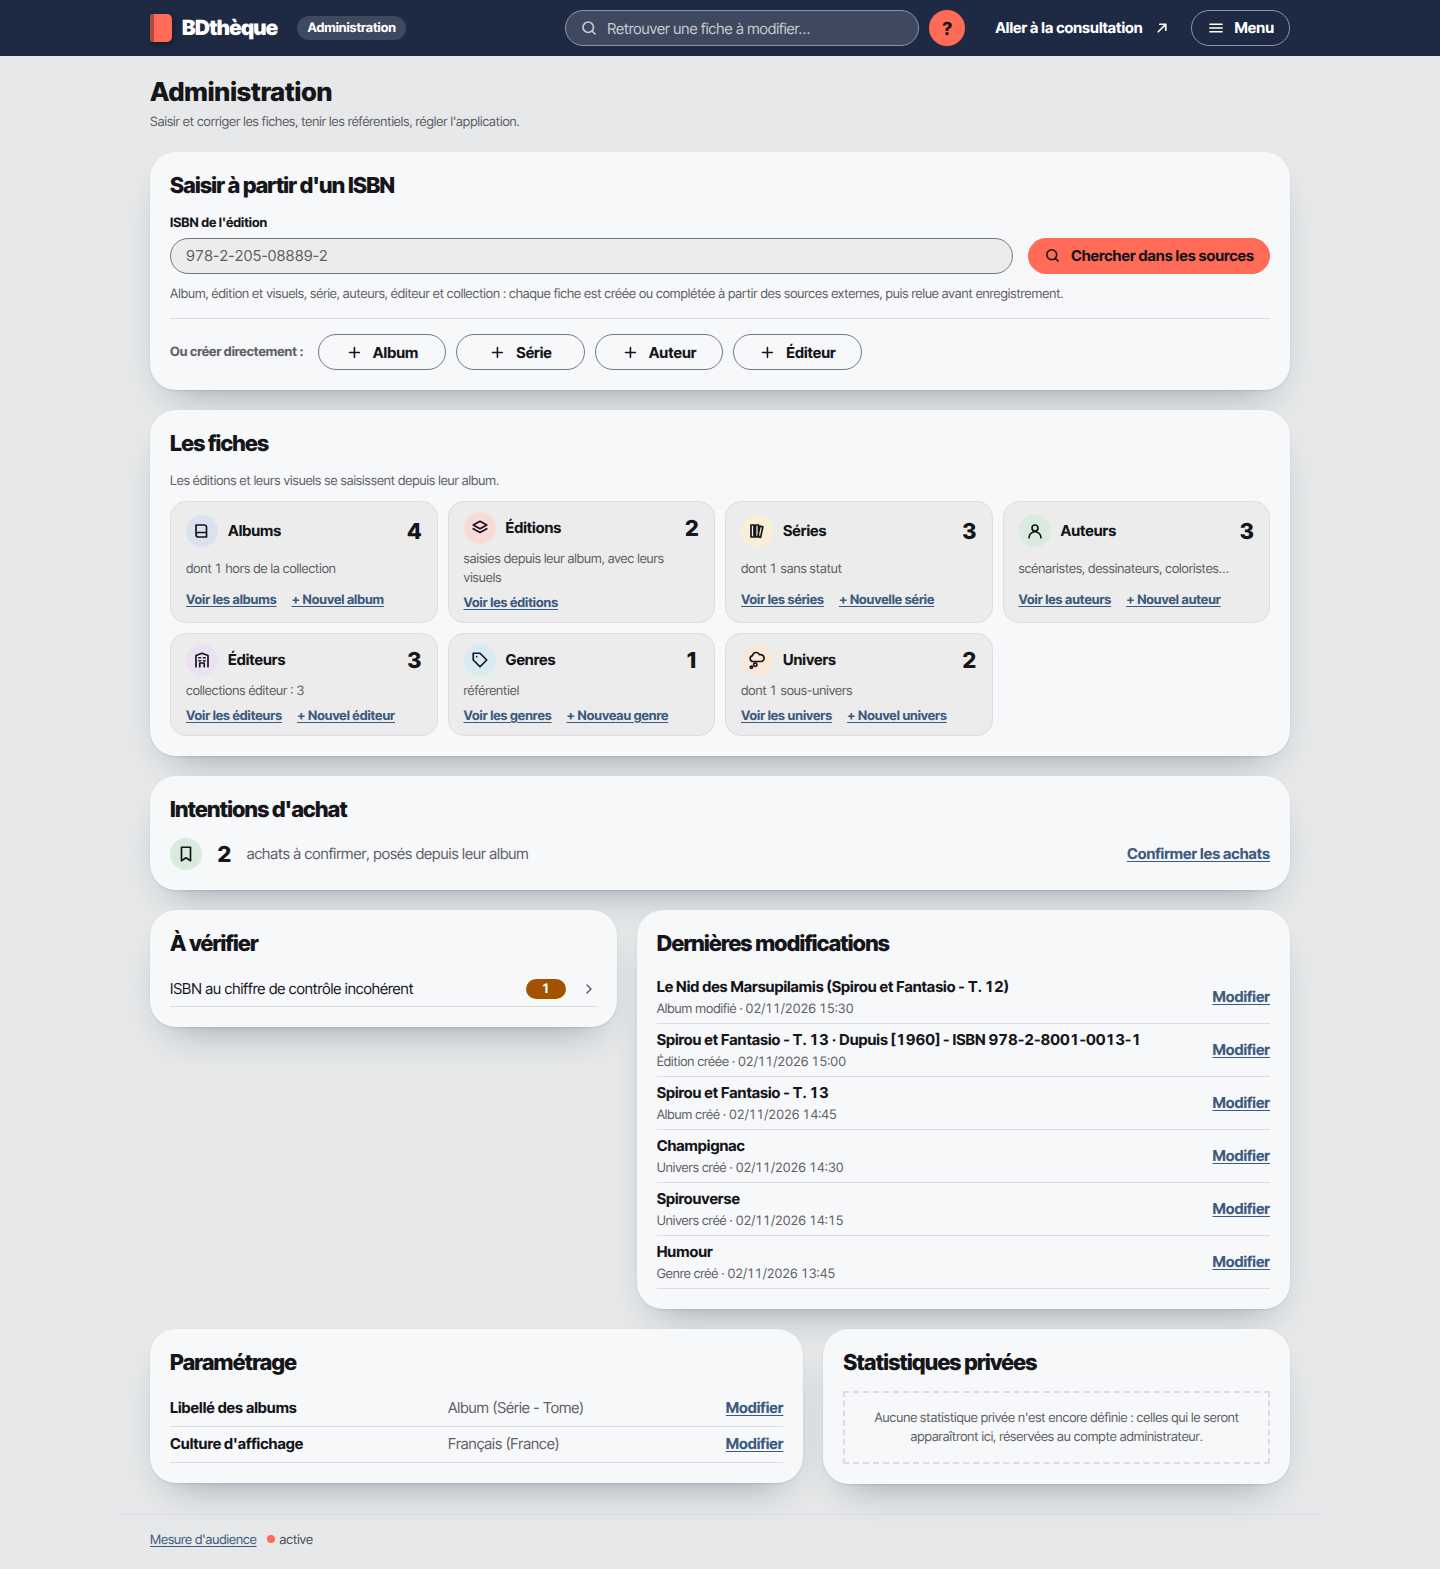 BDthèque
Administration
Retrouver une fiche à modifier...
?
Aller à la consultation
Menu
Administration
Saisir et corriger les fiches, tenir les référentiels, régler l'application.
Saisir à partir d'un ISBN
ISBN de l'édition
978-2-205-08889-2
Chercher dans les sources
Album, édition et visuels, série, auteurs, éditeur et collection : chaque fiche est créée ou complétée à partir des sources externes, puis relue avant enregistrement.
Ou créer directement :
Album
Série
Auteur
Éditeur
Les fiches
Les éditions et leurs visuels se saisissent depuis leur album.
Albums 4
dont 1 hors de la collection
Voir les albums + Nouvel album
Éditions 2
saisies depuis leur album, avec leurs
visuels
Voir les éditions
Séries 3
dont 1 sans statut
Voir les séries + Nouvelle série
Auteurs 3
scénaristes, dessinateurs, coloristes...
Voir les auteurs + Nouvel auteur
Éditeurs 3
collections éditeur : 3
Voir les éditeurs + Nouvel éditeur
Genres 1
référentiel
Voir les genres + Nouveau genre
Univers 2
dont 1 sous-univers
Voir les univers + Nouvel univers
Intentions d'achat
2 achats à confirmer, posés depuis leur album
Confirmer les achats
À vérifier
ISBN au chiffre de contrôle incohérent 1
Dernières modifications
Le Nid des Marsupilamis (Spirou et Fantasio - T. 12)
Album modifié · 02/11/2026 15:30
Modifier
Spirou et Fantasio - T. 13 · Dupuis [1960] - ISBN 978-2-8001-0013-1
Édition créée · 02/11/2026 15:00
Modifier
Spirou et Fantasio - T. 13
Album créé · 02/11/2026 14:45
Modifier
Champignac
Univers créé · 02/11/2026 14:30
Modifier
Spirouverse
Univers créé · 02/11/2026 14:15
Modifier
Humour
Genre créé · 02/11/2026 13:45
Modifier
Paramétrage
Libellé des albums Album (Série - Tome) Modifier
Culture d'affichage Français (France) Modifier
Statistiques privées
Aucune statistique privée n'est encore définie : celles qui le seront
apparaîtront ici, réservées au compte administrateur.
Mesure d'audience active